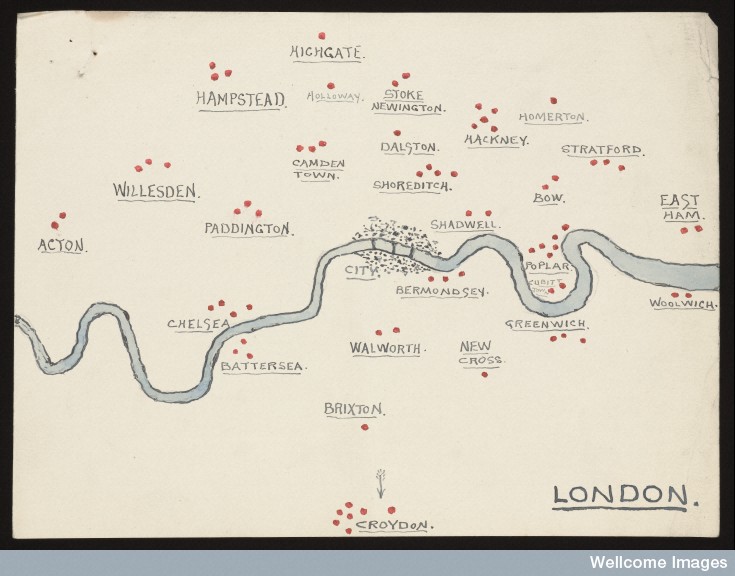 HIGHGATE.
HAMPSTEAD.
HOLLOWAY.
STOKE
NEWINGTON.
HOMERTON.
HACKNEY.
DALSTON.
STRATFORD.
CAMDEN
TOWN.
SHOREDITCH.
WILLESDEN.
BOW.
EAST
HAM.
PADDINGTON.
SHADWELL.
ACTON.
CITY
POPLAR.
BERMONDSEY.
CUBITT
WOOLWICH.
CHELSEA
GREENWICH.
WALWORTH.
NEW
CROSS.
BATTERSEA.
BRIXTON.
LONDON.
CROYDON.
Wellcome Images